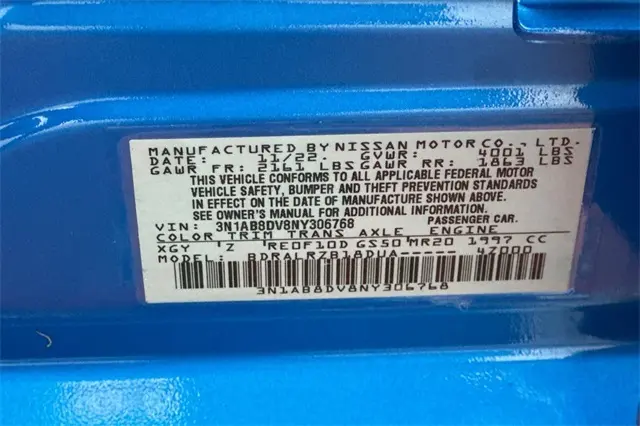 MANUFACTURED BY NISSAN MOTOR CO., LTD.
DATE: 11/22 GVWR: 4001 LBS
GAWR FR: 2161 LBS GAWR RR: 1863 LBS
THIS VEHICLE CONFORMS TO ALL APPLICABLE FEDERAL MOTOR
VEHICLE SAFETY, BUMPER AND THEFT PREVENTION STANDARDS
IN EFFECT ON THE DATE OF MANUFACTURE SHOWN ABOVE.
SEE OWNER'S MANUAL FOR ADDITIONAL INFORMATION
VIN: 3N1AB8DV8NY306768 PASSENGER CAR.
COLOR TRIM TRANS AXLE ENGINE
XGY Z RE0F10D GS50 MR20 1997 CC
MODEL: BDRALRZB18DUA----- 4Z000
3N1AB8DV8NY306768